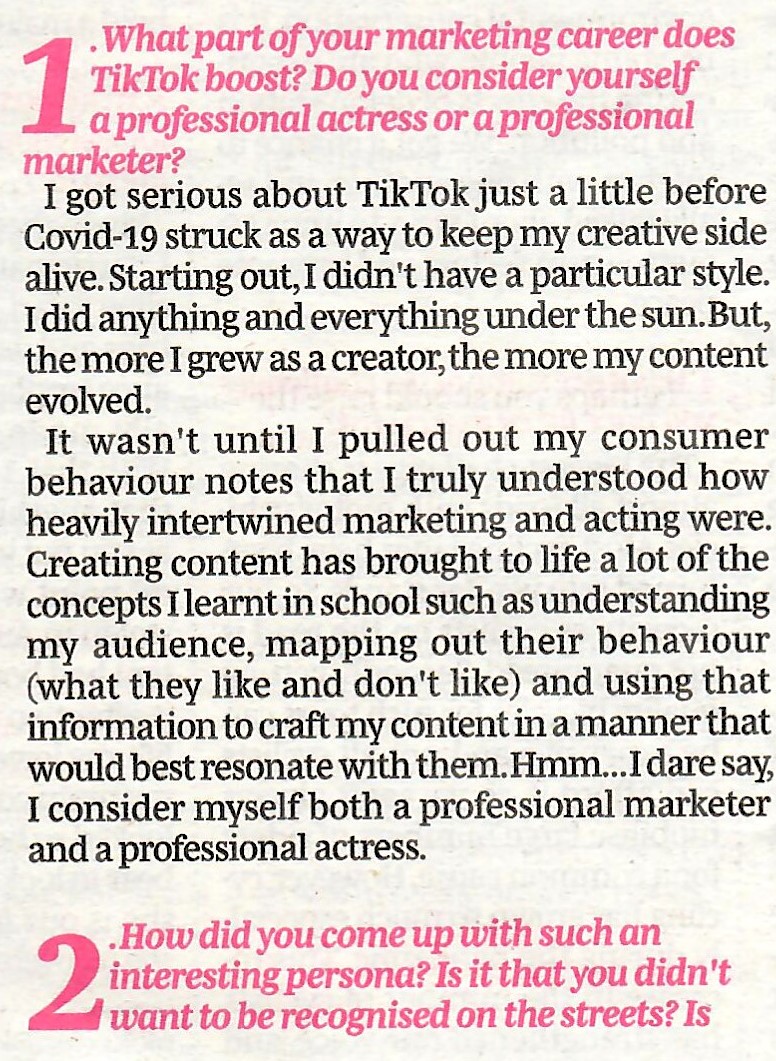 1. What part of your marketing career does
TikTok boost? Do you consider yourself
a professional actress or a professional
marketer?
I got serious about TikTok just a little before
Covid-19 struck as a way to keep my creative side
alive. Starting out, I didn't have a particular style.
I did anything and everything under the sun. But,
the more I grew as a creator, the more my content
evolved.
It wasn't until I pulled out my consumer
behaviour notes that I truly understood how
heavily intertwined marketing and acting were.
Creating content has brought to life a lot of the
concepts I learnt in school such as understanding
my audience, mapping out their behaviour
(what they like and don't like) and using that
information to craft my content in a manner that
would best resonate with them. Hmm...I dare say,
I consider myself both a professional marketer
and a professional actress.
2. How did you come up with such an
interesting persona? Is it that you didn't
want to be recognised on the streets? Is